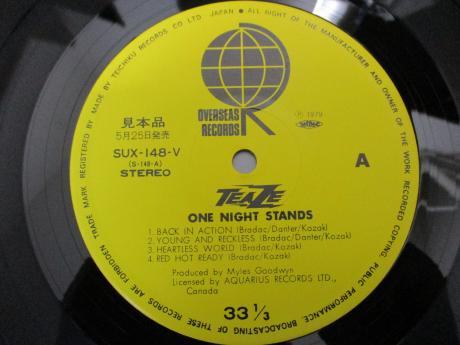 MADE BY TEICHIKU RECORDS CO LTD, JAPAN • ALL RIGHT OF THE MANUFACTURER AND OWNER OF THE WORK RECORDED COPYING, PUBLIC PERFORMANCE, BROADCASTING OF THESE RECORDS ARE FORBIDDEN TRADE MARK REGISTERED
OVERSEAS
RECORDS
見本品
5月25日発売
Ⓟ 1979
SUX-148-V
(S-148-A)
STEREO
A
TEAZE
ONE NIGHT STANDS
1. BACK IN ACTION (Bradac/Danter/Kozak)
2. YOUNG AND RECKLESS (Bradac/Danter/Kozak)
3. HEARTLESS WORLD (Bradac/Kozak)
4. RED HOT READY (Bradac/Kozak)
Produced by Myles Goodwyn
Licensed by AQUARIUS RECORDS LTD.,
Canada
33 1/3